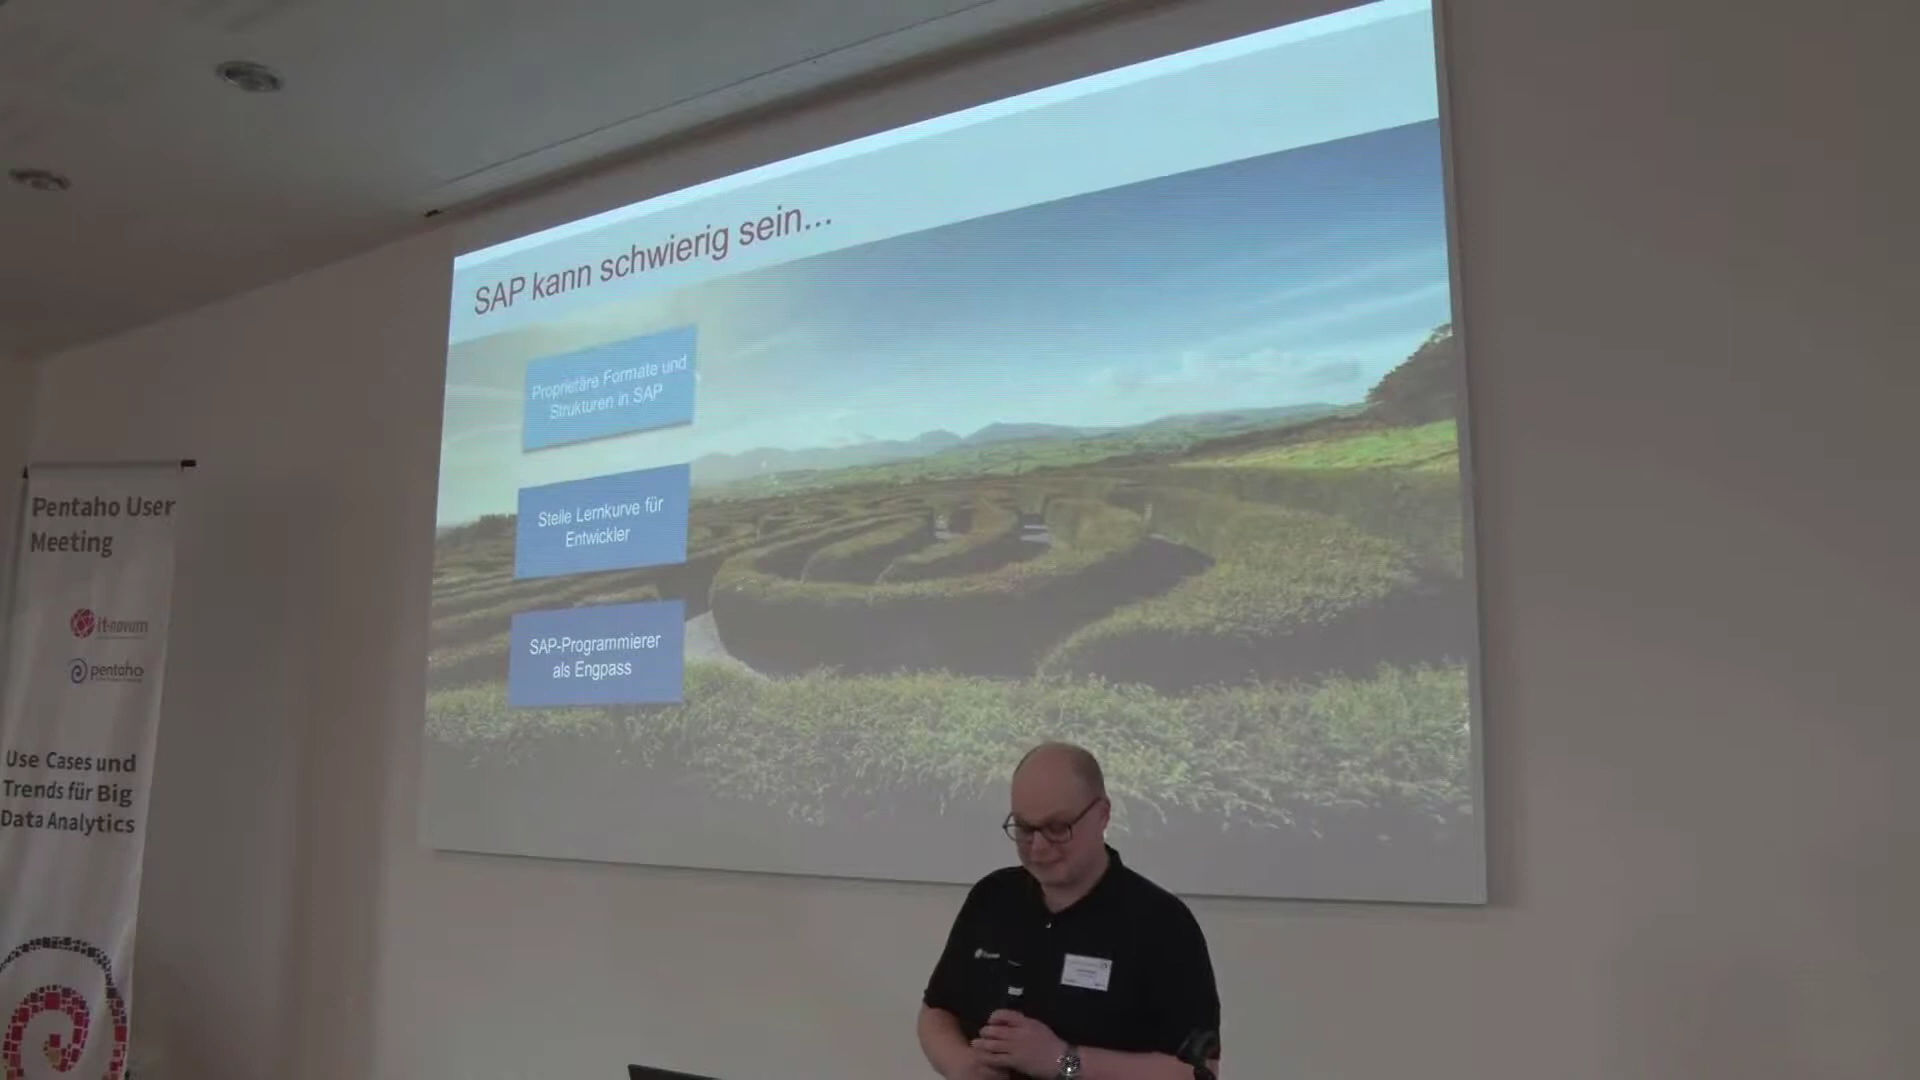 SAP kann schwierig sein...
Proprietäre Formate und
Strukturen in SAP
Steile Lernkurve für
Entwickler
SAP-Programmierer
als Engpass
Pentaho User
Meeting
it-novum
pentaho
Use Cases und
Trends für Big
Data Analytics